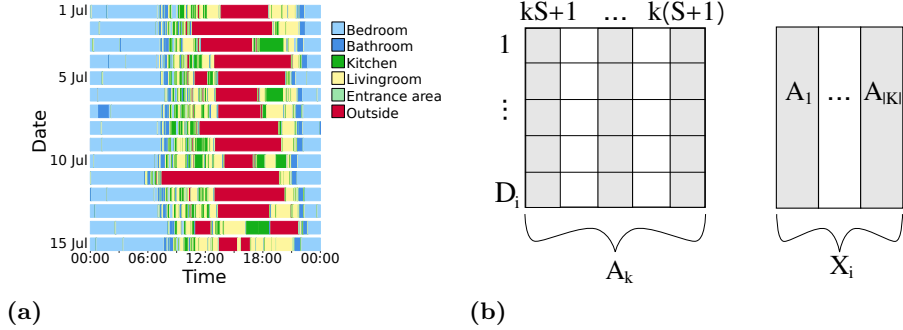 1 Jul
5 Jul
10 Jul
15 Jul
Date
00:00 06:00 12:00 18:00 00:00
Time
Bedroom
Bathroom
Kitchen
Livingroom
Entrance area
Outside
(a)
kS+1 ... k(S+1)
1
⋮
D_i
A_k
A_1 ... A_|K|
X_i
(b)